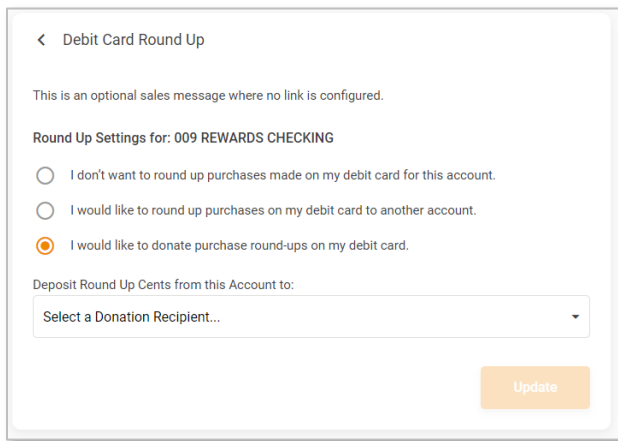 Debit Card Round Up
This is an optional sales message where no link is configured.
Round Up Settings for: 009 REWARDS CHECKING
I don't want to round up purchases made on my debit card for this account.
I would like to round up purchases on my debit card to another account.
I would like to donate purchase round-ups on my debit card.
Deposit Round Up Cents from this Account to:
Select a Donation Recipient...
Update